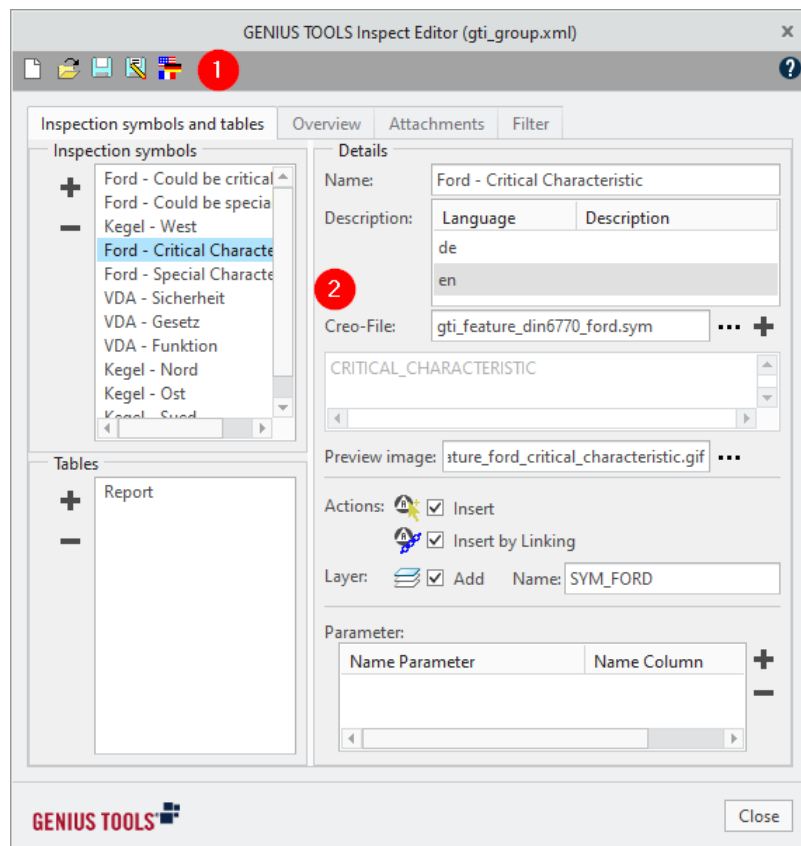 GENIUS TOOLS Inspect Editor (gti_group.xml)
1
Inspection symbols and tables Overview Attachments Filter
Inspection symbols
Ford - Could be critical
Ford - Could be specia
Kegel - West
Ford - Critical Characte
Ford - Special Characte
VDA - Sicherheit
VDA - Gesetz
VDA - Funktion
Kegel - Nord
Kegel - Ost
Kegel - Sued
Tables
Report
Details
Name: Ford - Critical Characteristic
Description: Language Description
de
en
2
Creo-File: gti_feature_din6770_ford.sym
CRITICAL_CHARACTERISTIC
Preview image: ature_ford_critical_characteristic.gif
Actions: Insert
Insert by Linking
Layer: Add Name: SYM_FORD
Parameter:
Name Parameter Name Column
GENIUS TOOLS
Close